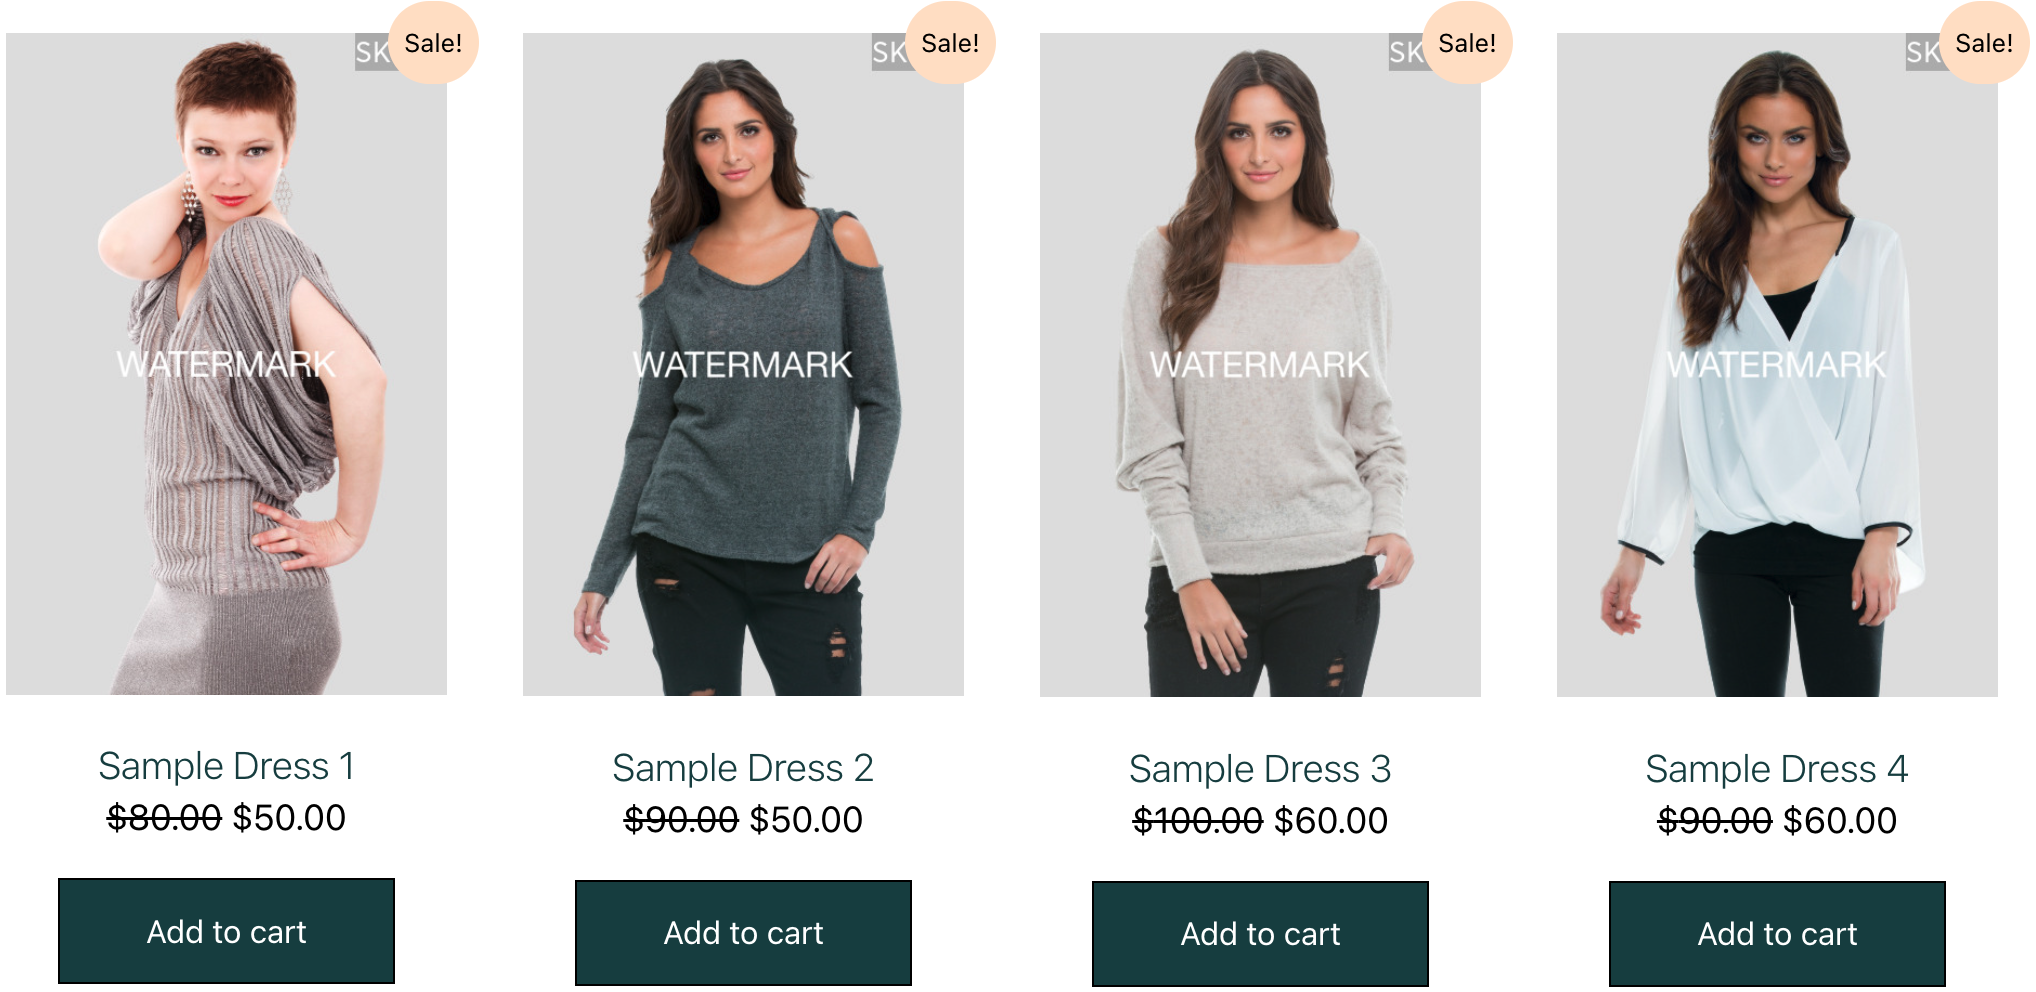 SK
Sale!
SK
Sale!
SK
Sale!
SK
Sale!
WATERMARK
WATERMARK
WATERMARK
WATERMARK
Sample Dress 1
$80.00 $50.00
Add to cart
Sample Dress 2
$90.00 $50.00
Add to cart
Sample Dress 3
$100.00 $60.00
Add to cart
Sample Dress 4
$90.00 $60.00
Add to cart